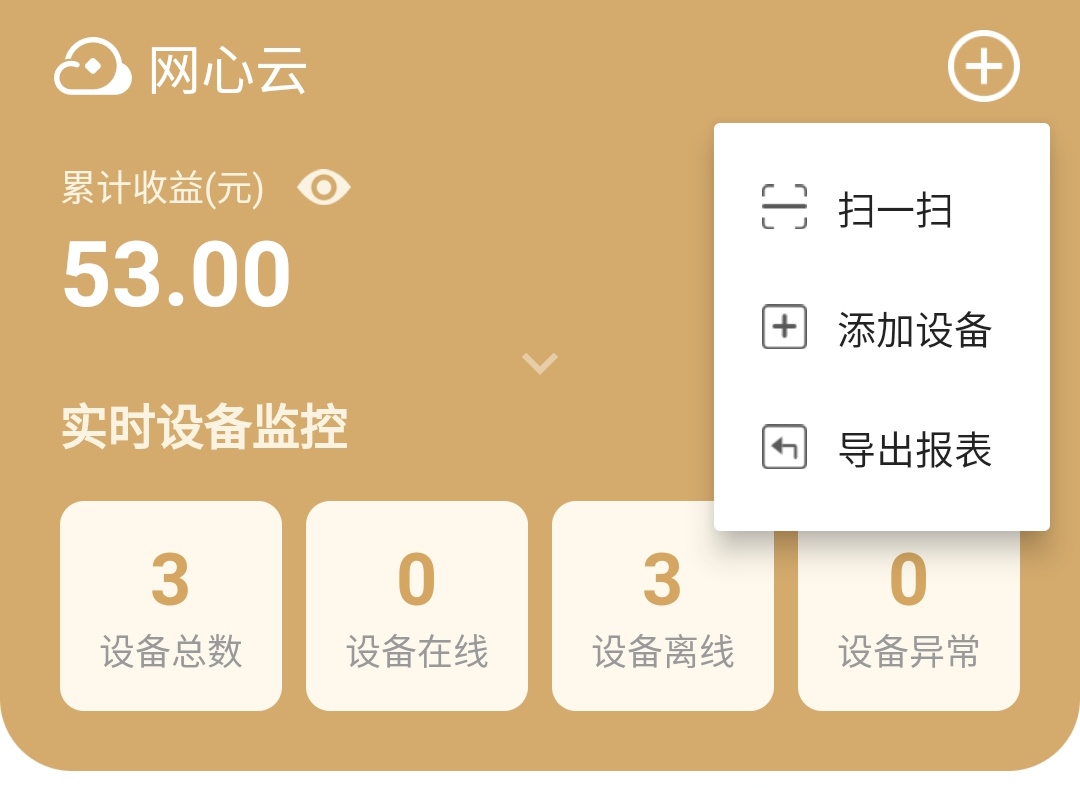 网心云
累计收益(元)
53.00
扫一扫
添加设备
导出报表
实时设备监控
3
设备总数
0
设备在线
3
设备离线
0
设备异常